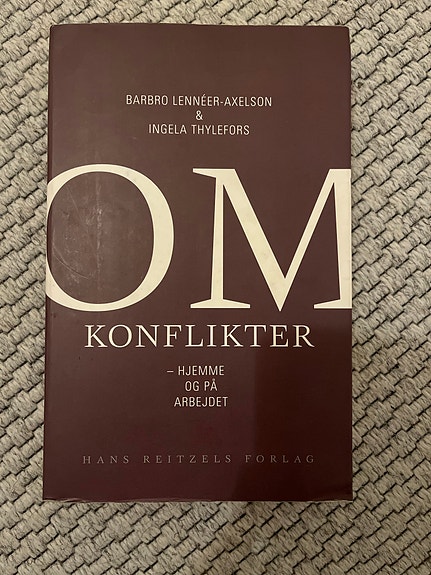 BARBRO LENNÉER-AXELSON
&
INGELA THYLEFORS
OM
KONFLIKTER
– HJEMME
OG PÅ
ARBEJDET
HANS REITZELS FORLAG